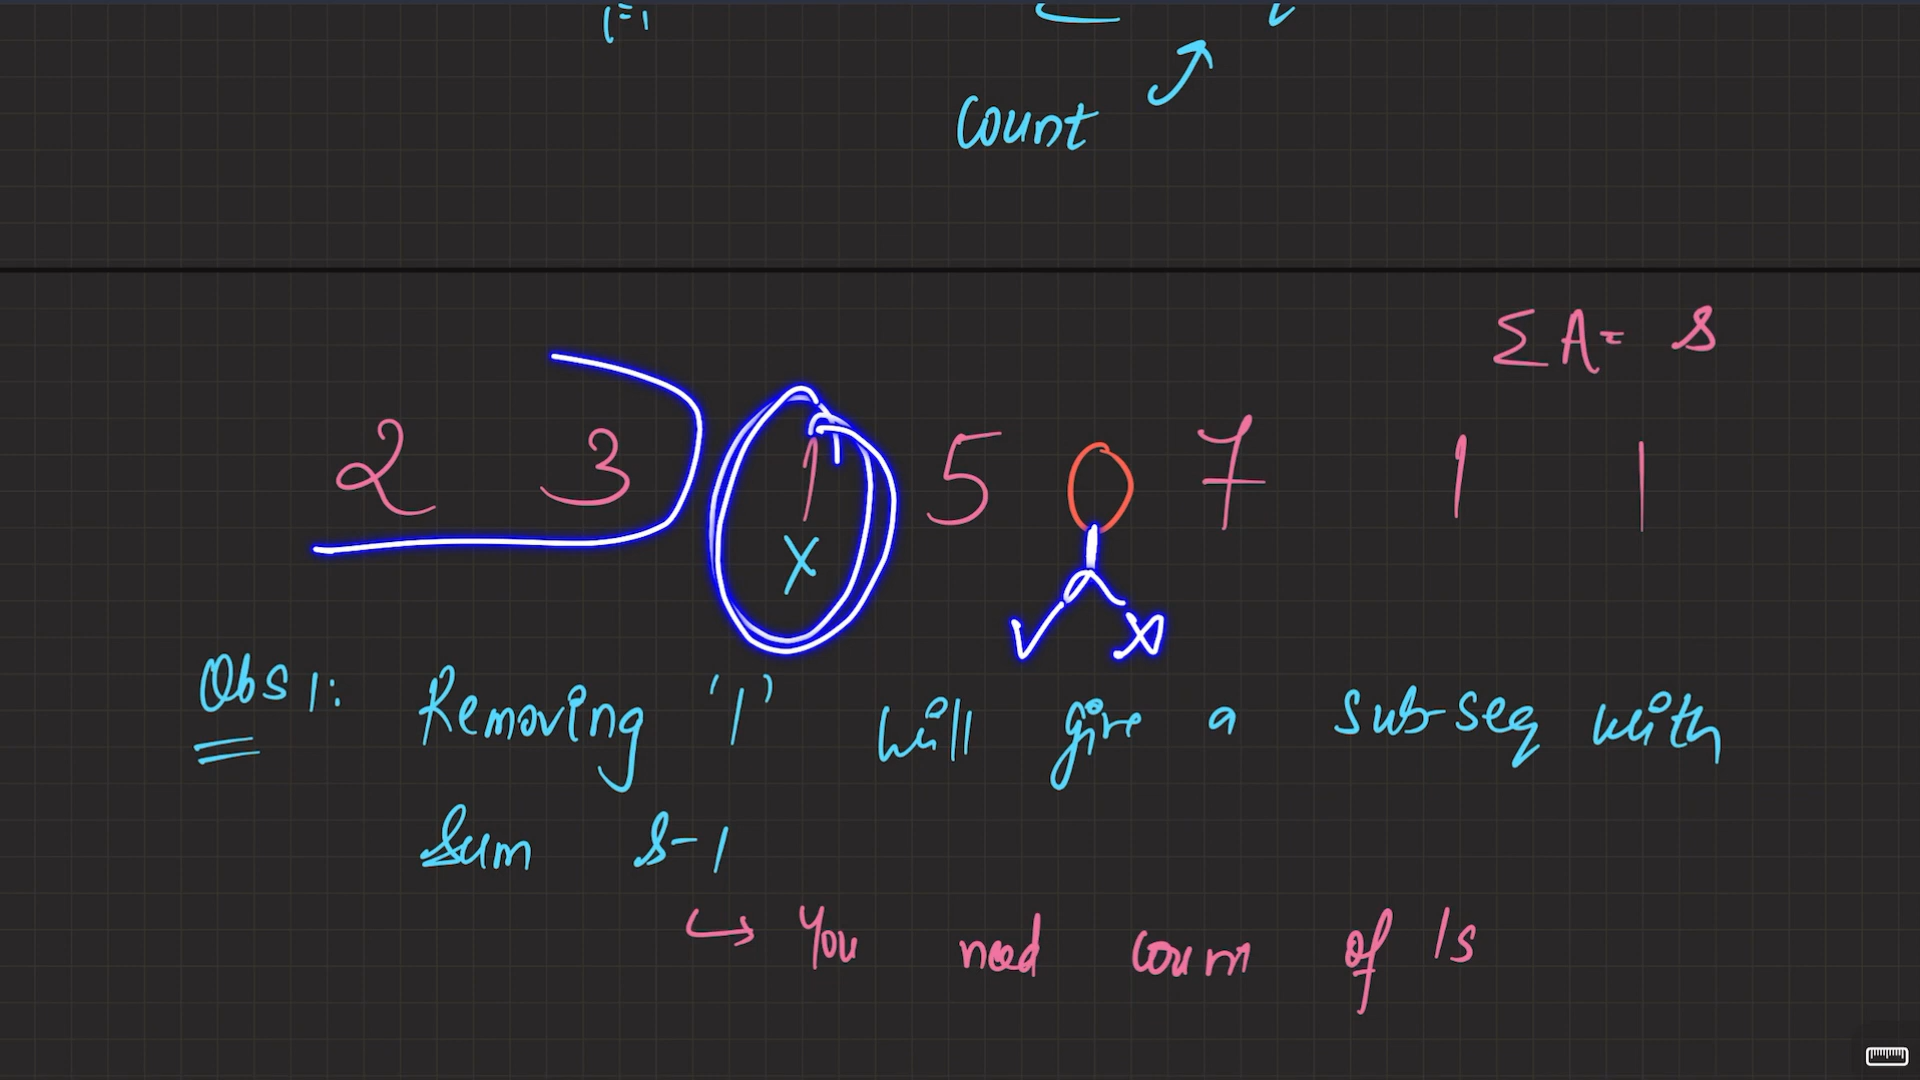 i=1
Count
ΣA= S
2 3 1 5 0 7 1 1
X
Obs 1: Removing '1' will give a sub-seq with
Sum S-1
↪ You need count of 1s